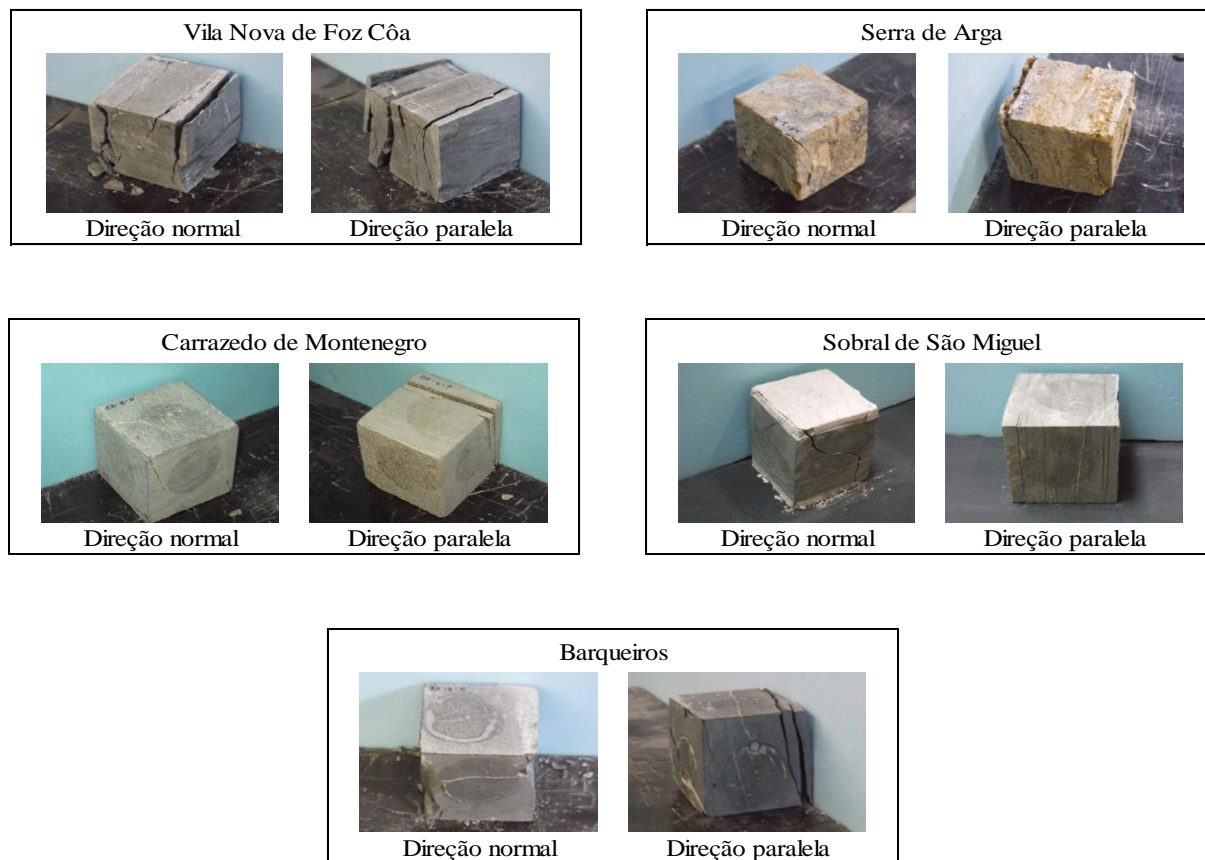 Vila Nova de Foz Côa
Direção normal
Direção paralela
Serra de Arga
Direção normal
Direção paralela
Carrazedo de Montenegro
Direção normal
Direção paralela
Sobral de São Miguel
Direção normal
Direção paralela
Barqueiros
Direção normal
Direção paralela